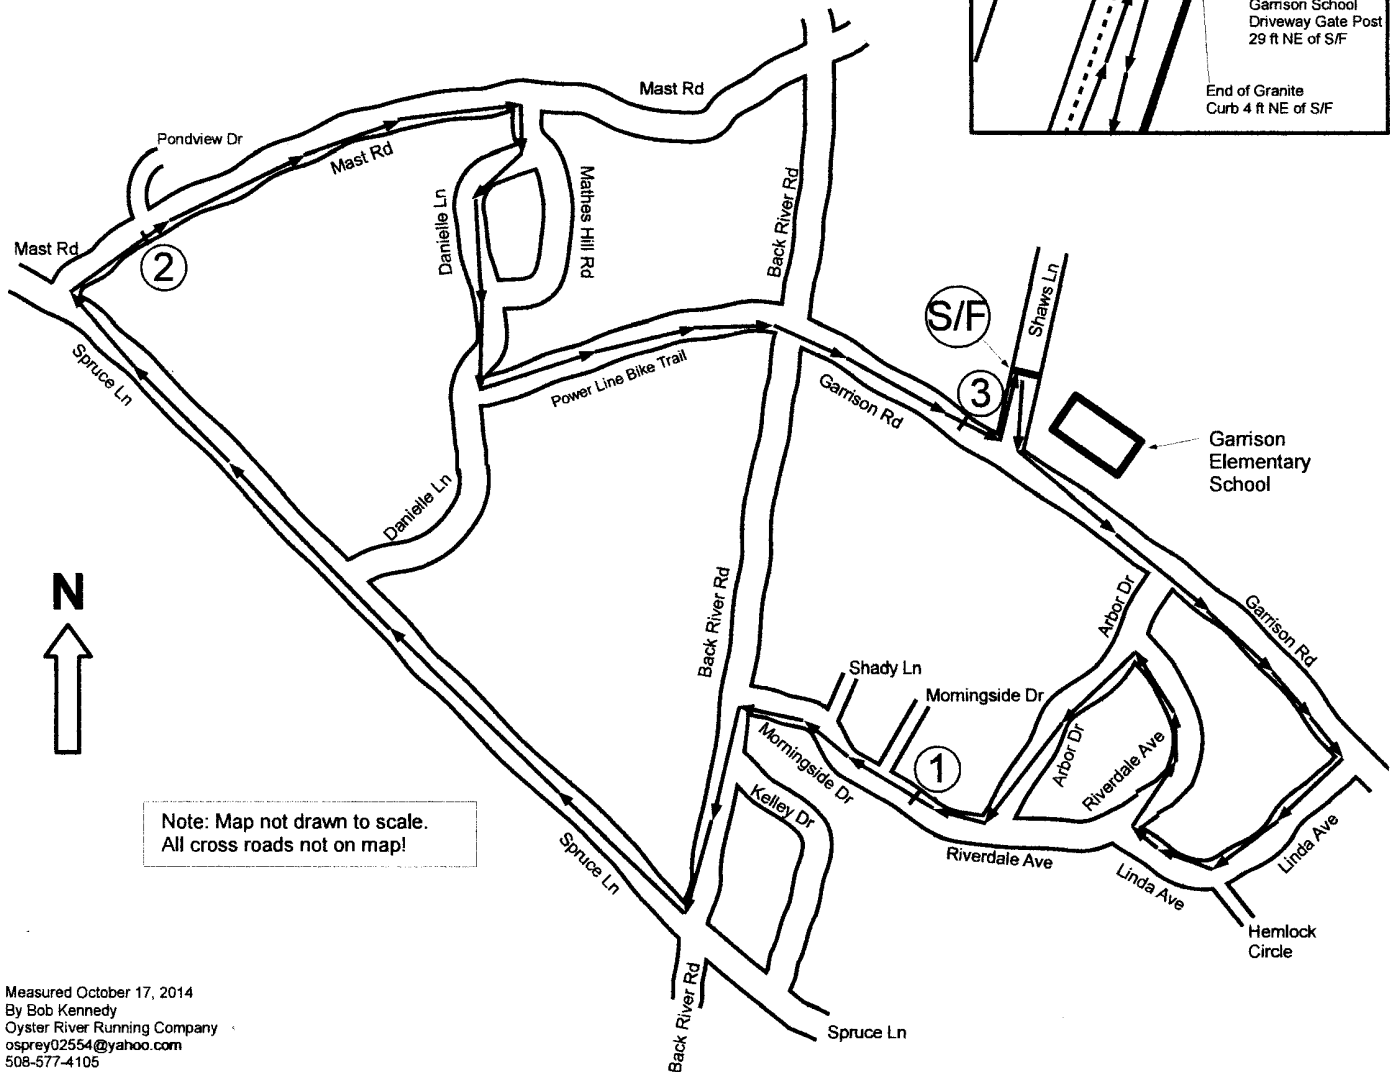 Garrison School
Driveway Gate Post
29 ft NE of S/F
End of Granite
Curb 4 ft NE of S/F
Mast Rd
Pondview Dr
Mast Rd
Mast Rd
2
Danielle Ln
Mathes Hill Rd
Back River Rd
Shaws Ln
S/F
3
Spruce Ln
Power Line Bike Trail
Garrison Rd
Garrison
Elementary
School
Danielle Ln
N
Back River Rd
Arbor Dr
Garrison Rd
Shady Ln
Morningside Dr
Arbor Dr
Riverdale Ave
1
Morningside Dr
Kelley Dr
Note: Map not drawn to scale.
All cross roads not on map!
Spruce Ln
Riverdale Ave
Linda Ave
Linda Ave
Hemlock
Circle
Back River Rd
Spruce Ln
Measured October 17, 2014
By Bob Kennedy
Oyster River Running Company
osprey02554@yahoo.com
508-577-4105